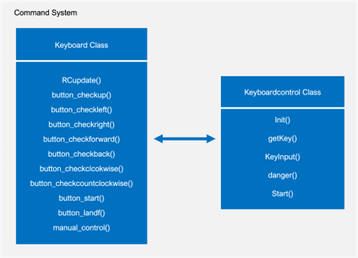 Command System
Keyboard Class
RCupdate()
button_checkup()
button_checkleft()
button_checkright()
button_checkforward()
button_checkback()
button_checkclcokwise()
button_checkcountclockwise()
button_start()
button_landf()
manual_control()
Keyboardcontrol Class
Init()
getKey()
KeyInput()
danger()
Start()